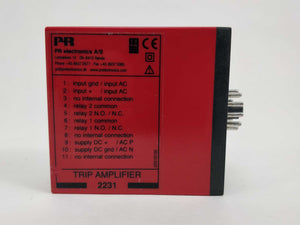 PR
PR electronics A/S
1 : input gnd / input AC
2 : input + / input AC
3 : no internal connection
4 : relay 2 common
5 : relay 2 N.O. / N.C.
6 : relay 1 common
7 : relay 1 N.O. / N.C.
8 : no internal connection
9 : supply DC + / AC P
10 : supply DC gnd / AC N
11 : no internal connection
TRIP AMPLIFIER
2231